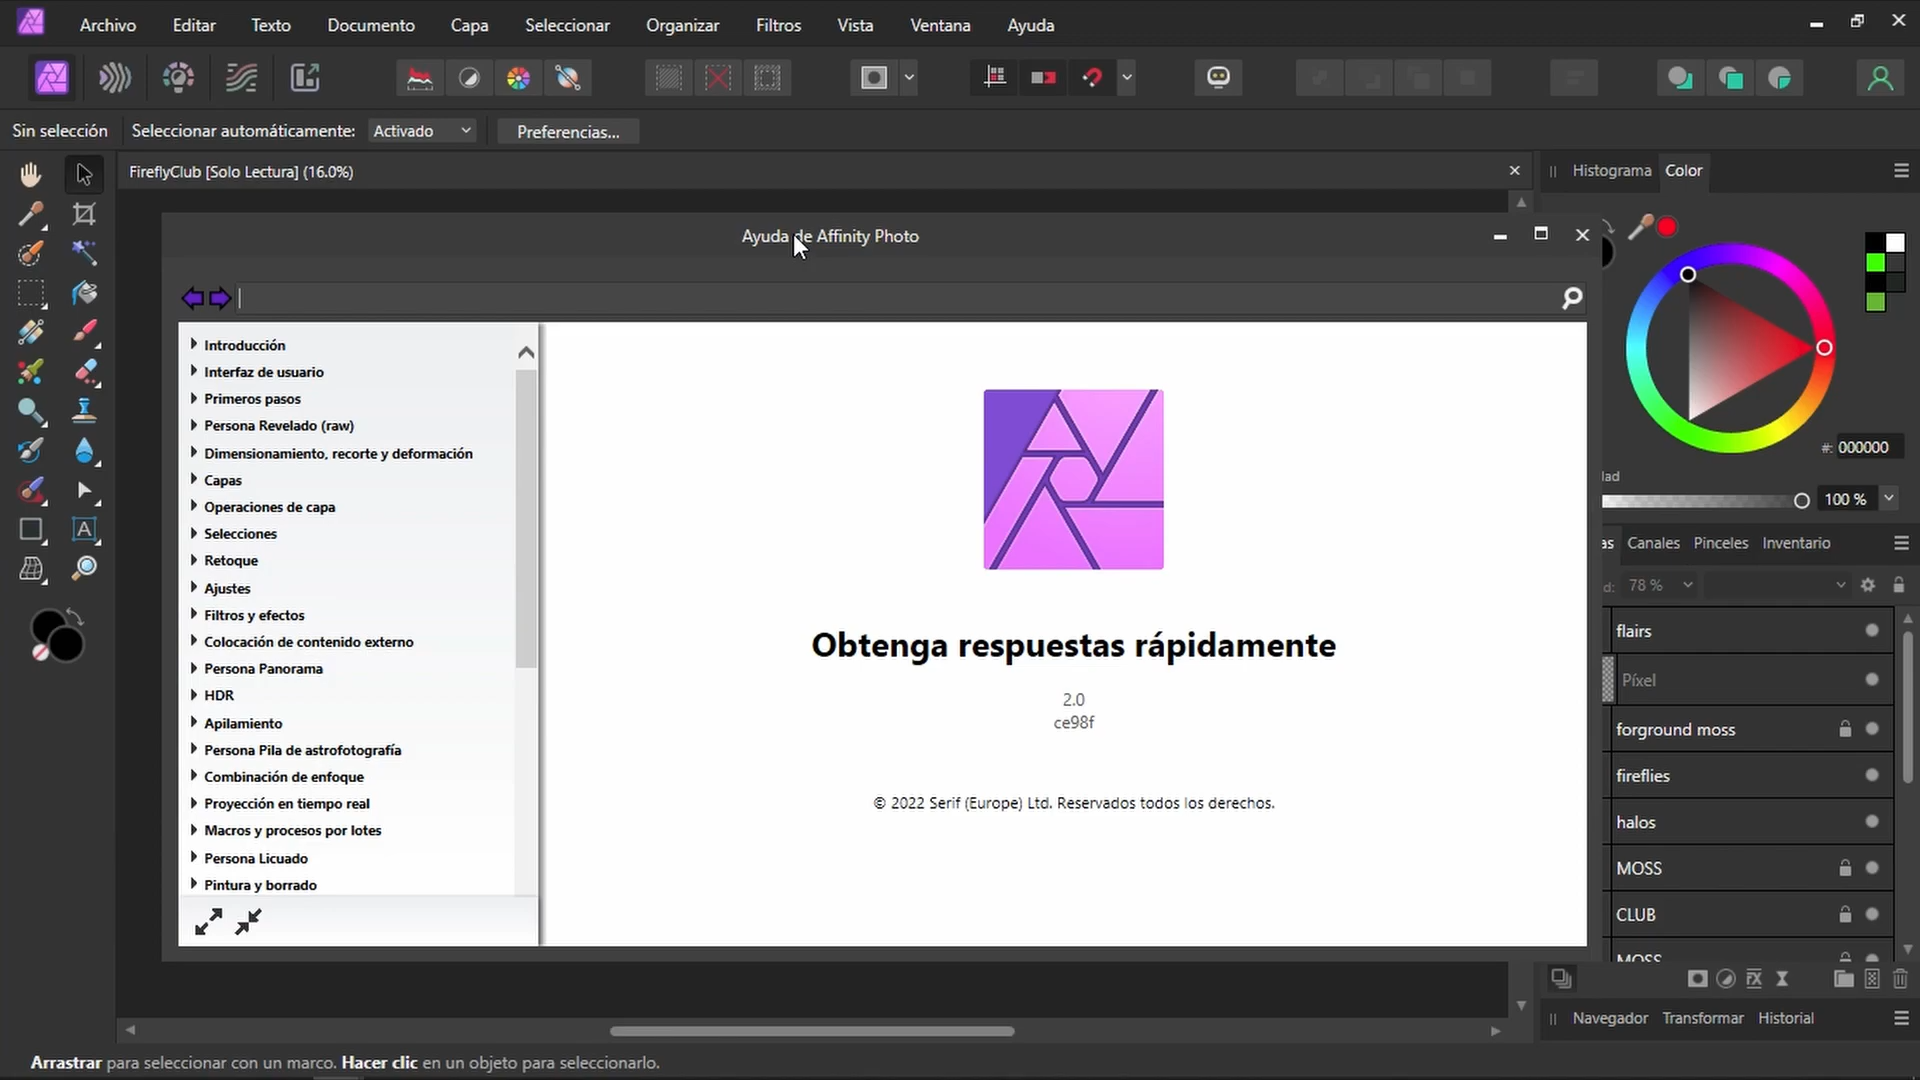 Archivo Editar Texto Documento Capa Seleccionar Organizar Filtros Vista Ventana Ayuda
Sin selección Seleccionar automáticamente: Activado Preferencias...
FireflyClub [Solo Lectura] (16.0%)
Histograma Color
Ayuda de Affinity Photo
Introducción
Interfaz de usuario
Primeros pasos
Persona Revelado (raw)
Dimensionamiento, recorte y deformación
Capas
Operaciones de capa
Selecciones
Retoque
Ajustes
Filtros y efectos
Colocación de contenido externo
Persona Panorama
HDR
Apilamiento
Persona Pila de astrofotografía
Combinación de enfoque
Proyección en tiempo real
Macros y procesos por lotes
Persona Licuado
Pintura y borrado
Obtenga respuestas rápidamente
2.0
ce98f
© 2022 Serif (Europe) Ltd. Reservados todos los derechos.
#: 000000
dad
100 %
as Canales Pinceles Inventario
d: 78 %
flairs
Píxel
forground moss
fireflies
halos
MOSS
CLUB
MOSS
Navegador Transformar Historial
Arrastrar para seleccionar con un marco. Hacer clic en un objeto para seleccionarlo.